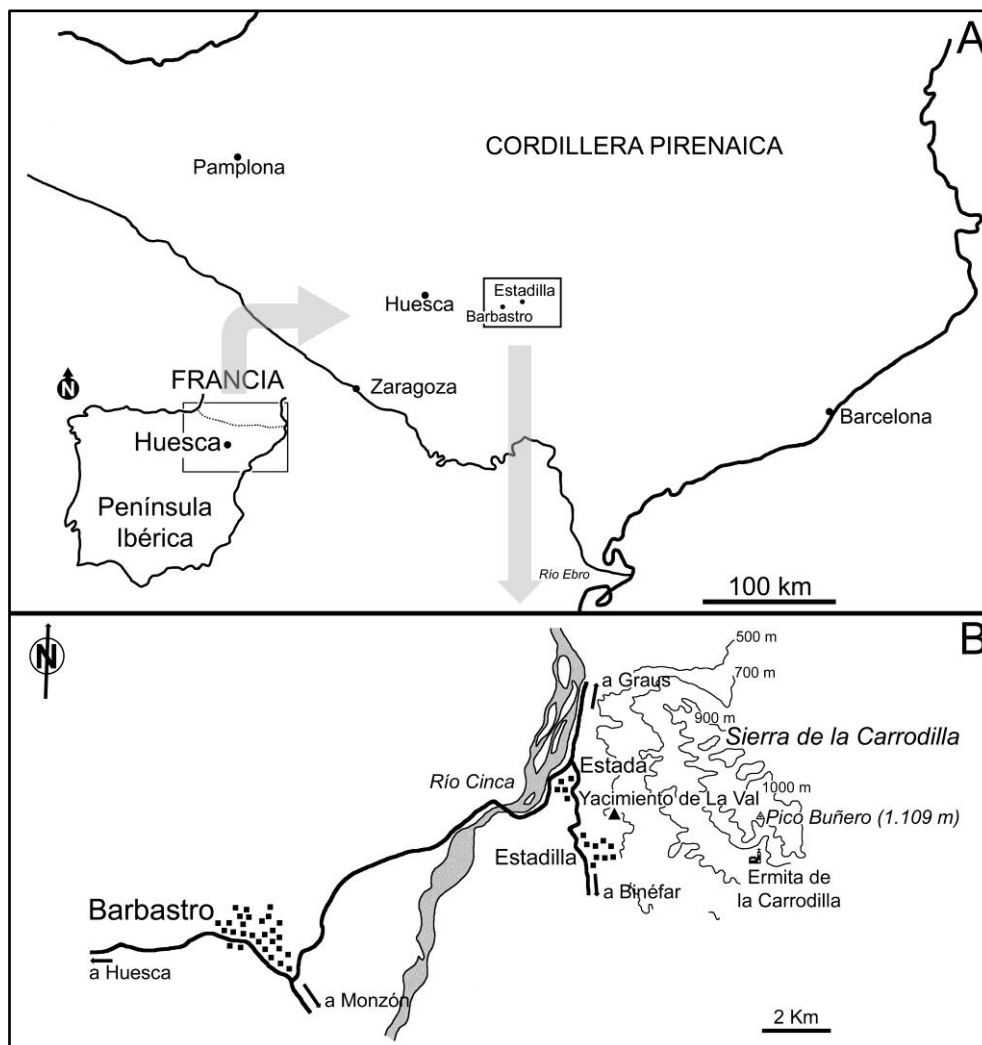 A
CORDILLERA PIRENAICA
Pamplona
Huesca
Estadilla
Barbastro
Zaragoza
Barcelona
N
FRANCIA
Huesca
Península
Ibérica
Río Ebro
100 km
B
N
500 m
a Graus
700 m
900 m
Sierra de la Carrodilla
Río Cinca
Estada
1000 m
Yacimiento de La Val
Pico Buñero (1.109 m)
Estadilla
Ermita de
la Carrodilla
a Binéfar
Barbastro
a Huesca
a Monzón
2 Km